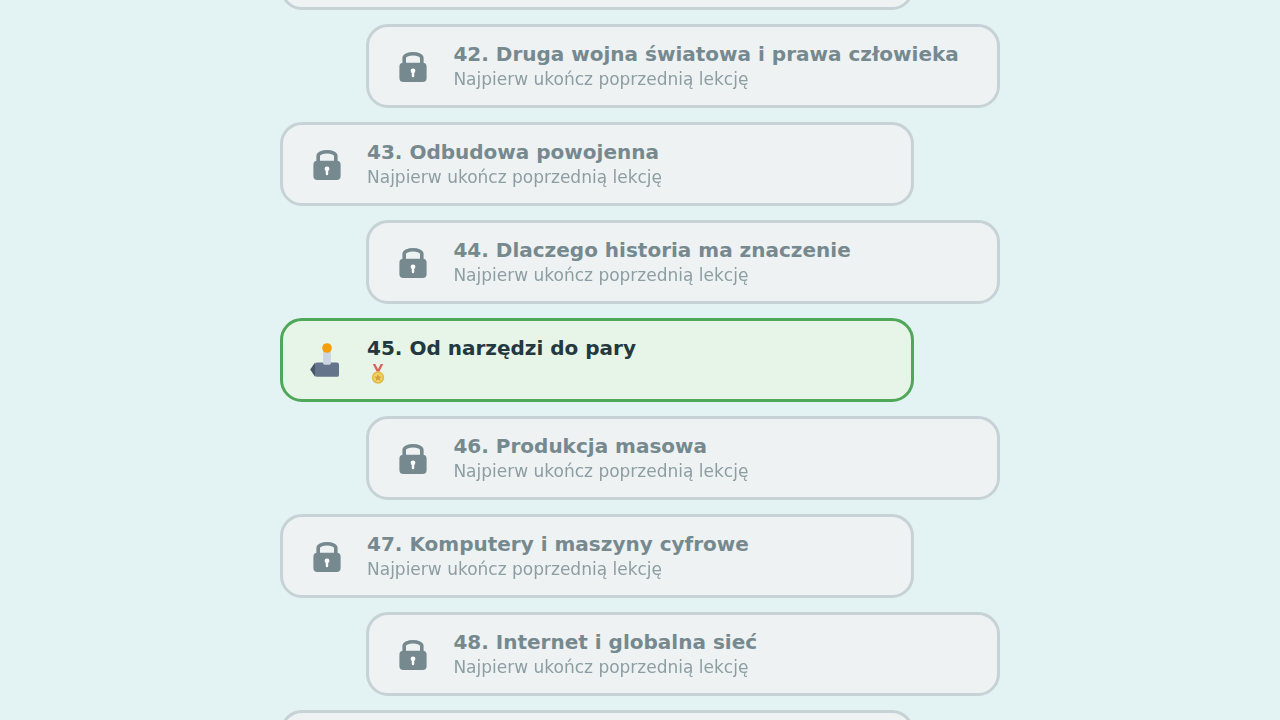 42. Druga wojna światowa i prawa człowieka
Najpierw ukończ poprzednią lekcję
43. Odbudowa powojenna
Najpierw ukończ poprzednią lekcję
44. Dlaczego historia ma znaczenie
Najpierw ukończ poprzednią lekcję
45. Od narzędzi do pary
46. Produkcja masowa
Najpierw ukończ poprzednią lekcję
47. Komputery i maszyny cyfrowe
Najpierw ukończ poprzednią lekcję
48. Internet i globalna sieć
Najpierw ukończ poprzednią lekcję